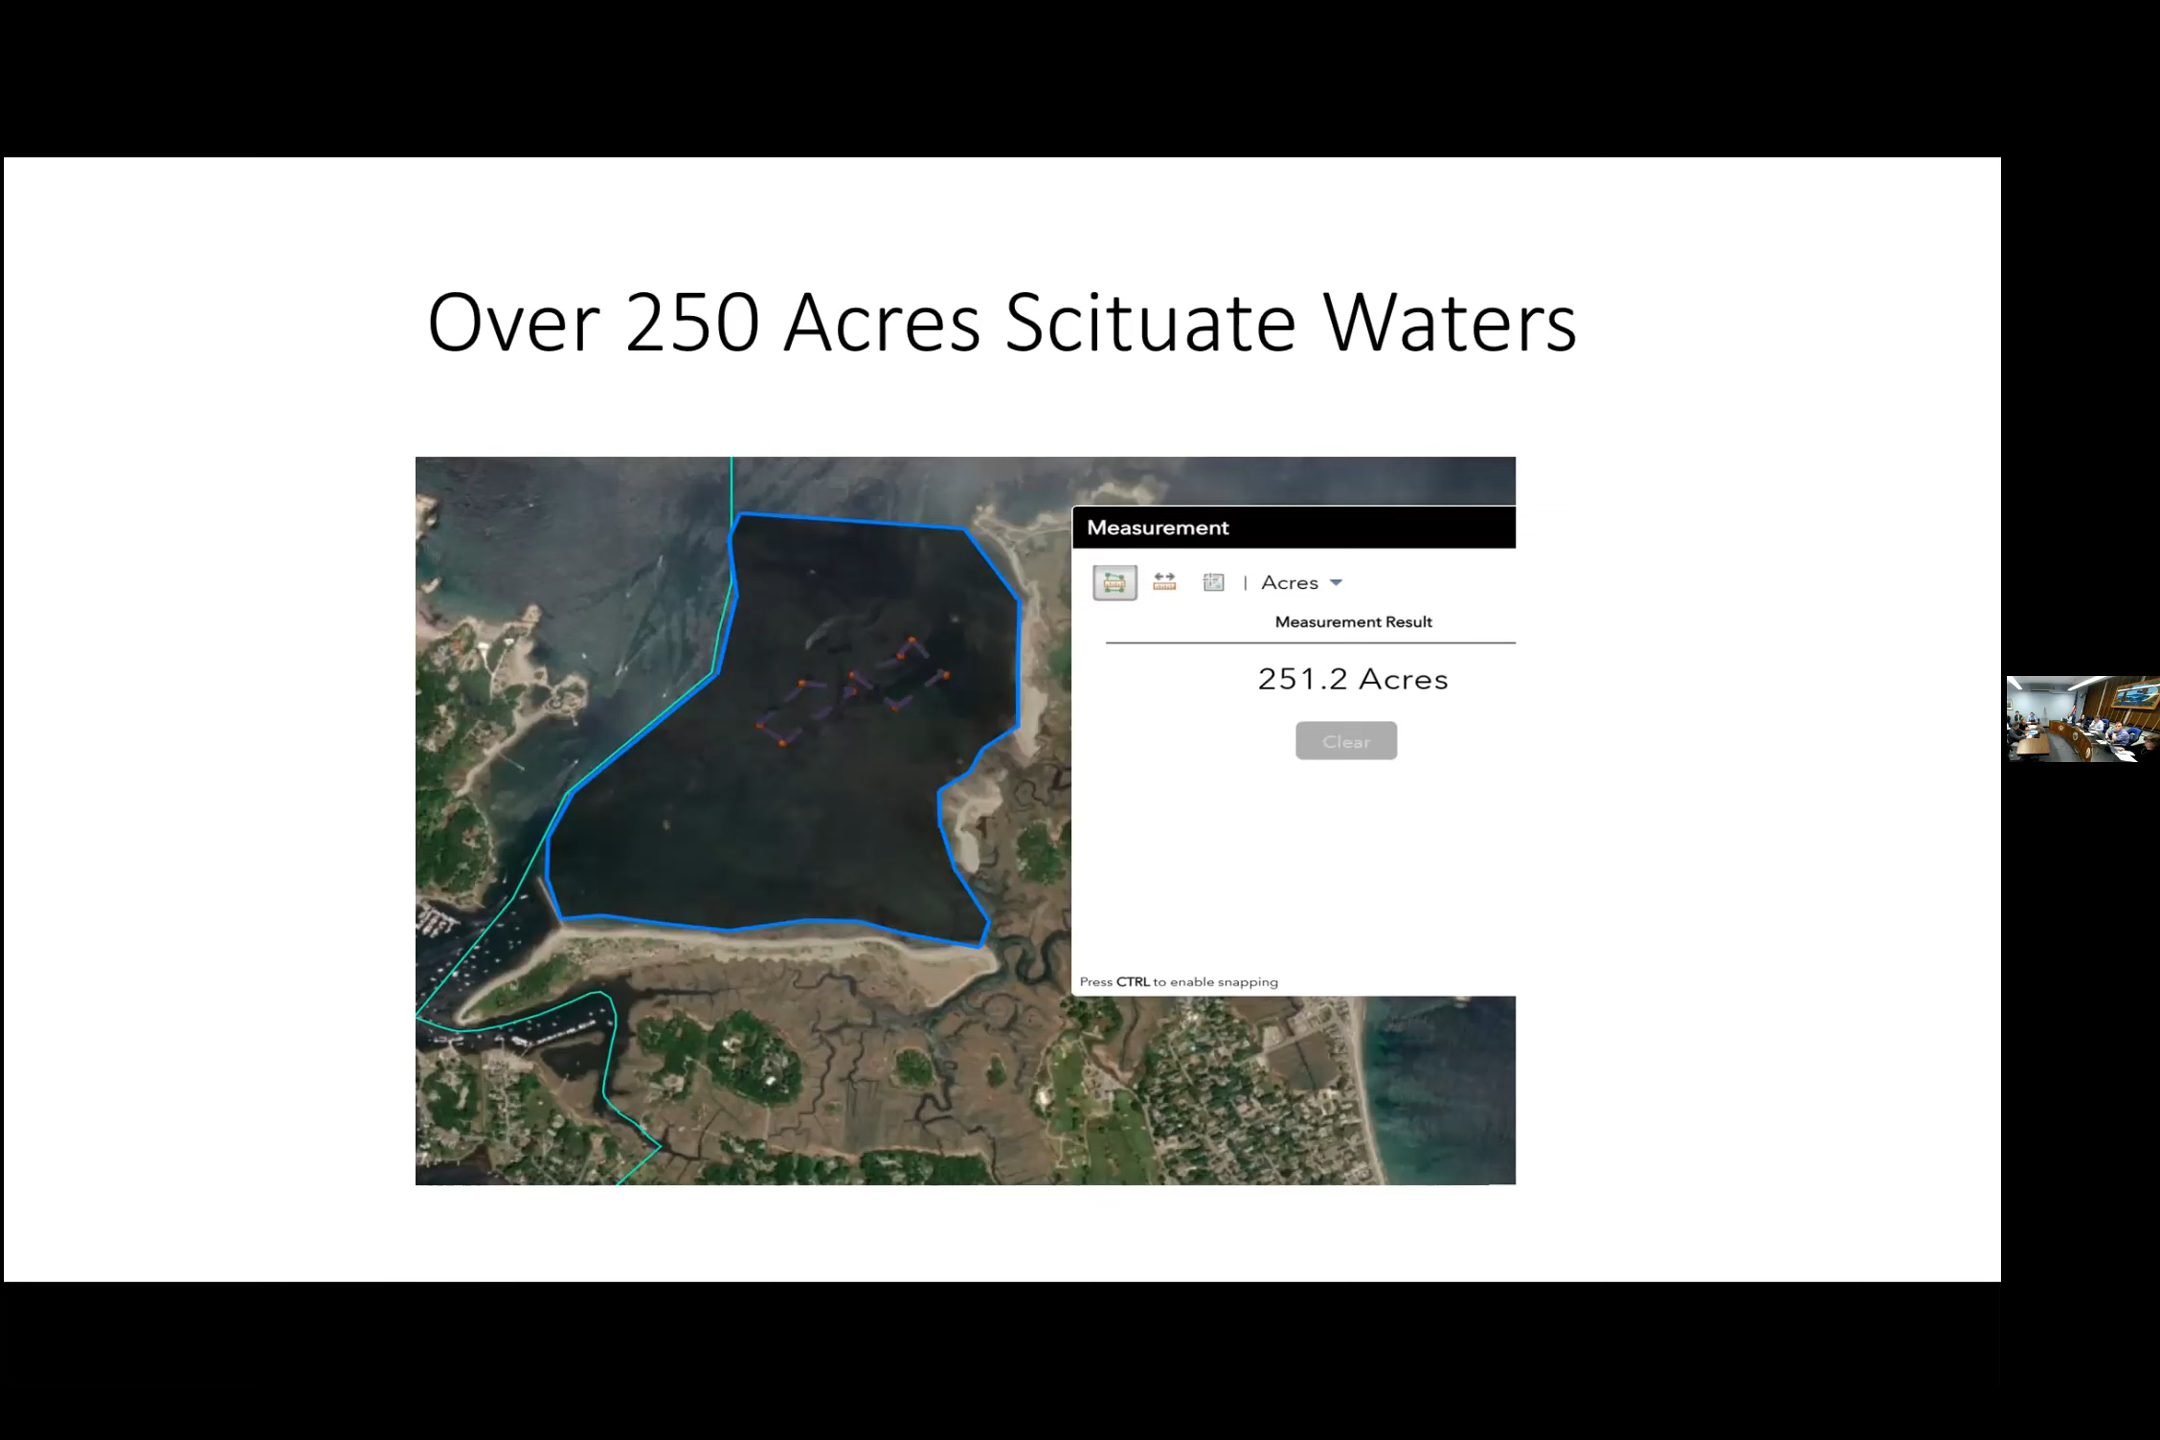 Over 250 Acres Scituate Waters
Measurement
| Acres
Measurement Result
251.2 Acres
Clear
Press CTRL to enable snapping